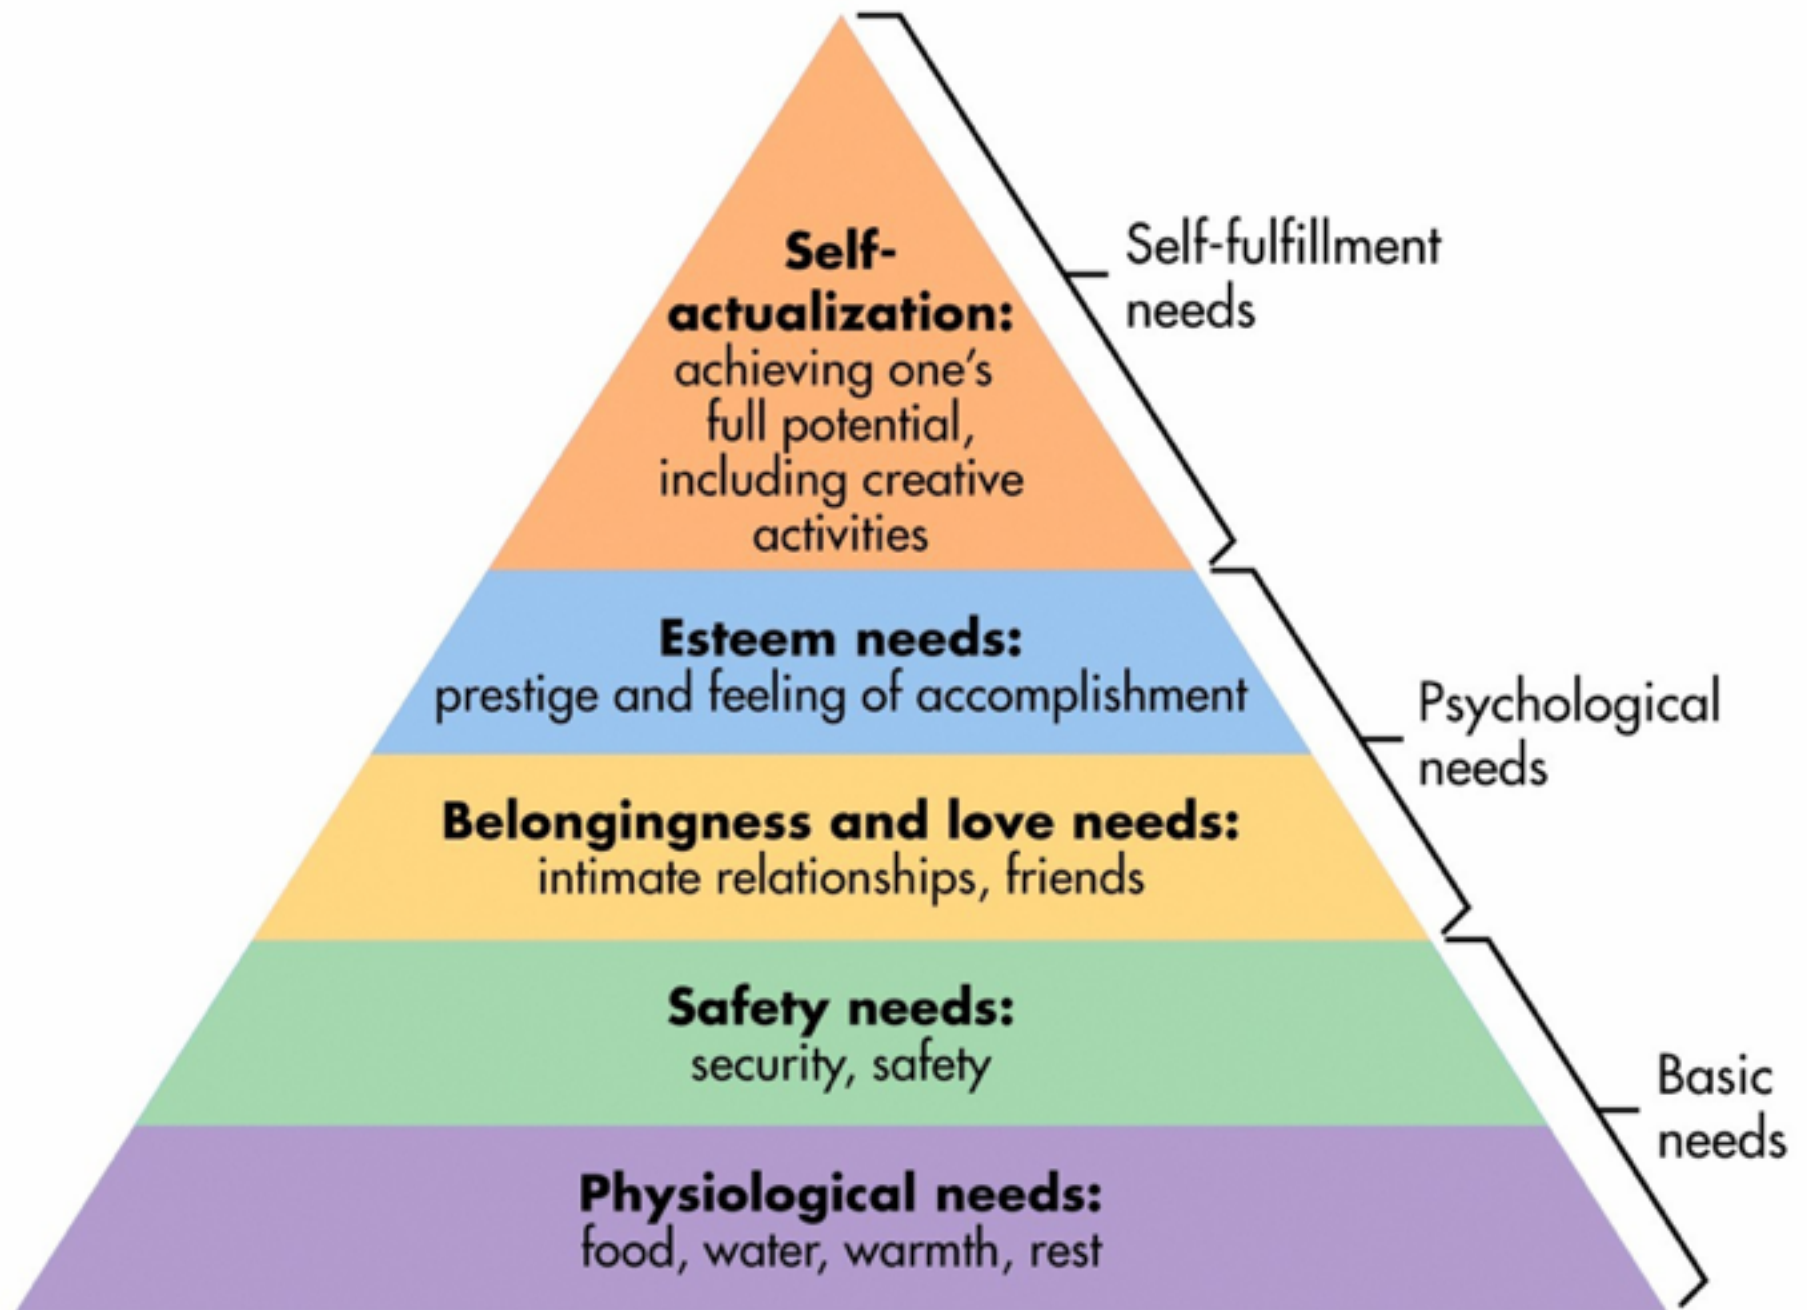 Self-
actualization:
achieving one's
full potential,
including creative
activities
Self-fulfillment
needs
Esteem needs:
prestige and feeling of accomplishment
Psychological
needs
Belongingness and love needs:
intimate relationships, friends
Safety needs:
security, safety
Basic
needs
Physiological needs:
food, water, warmth, rest